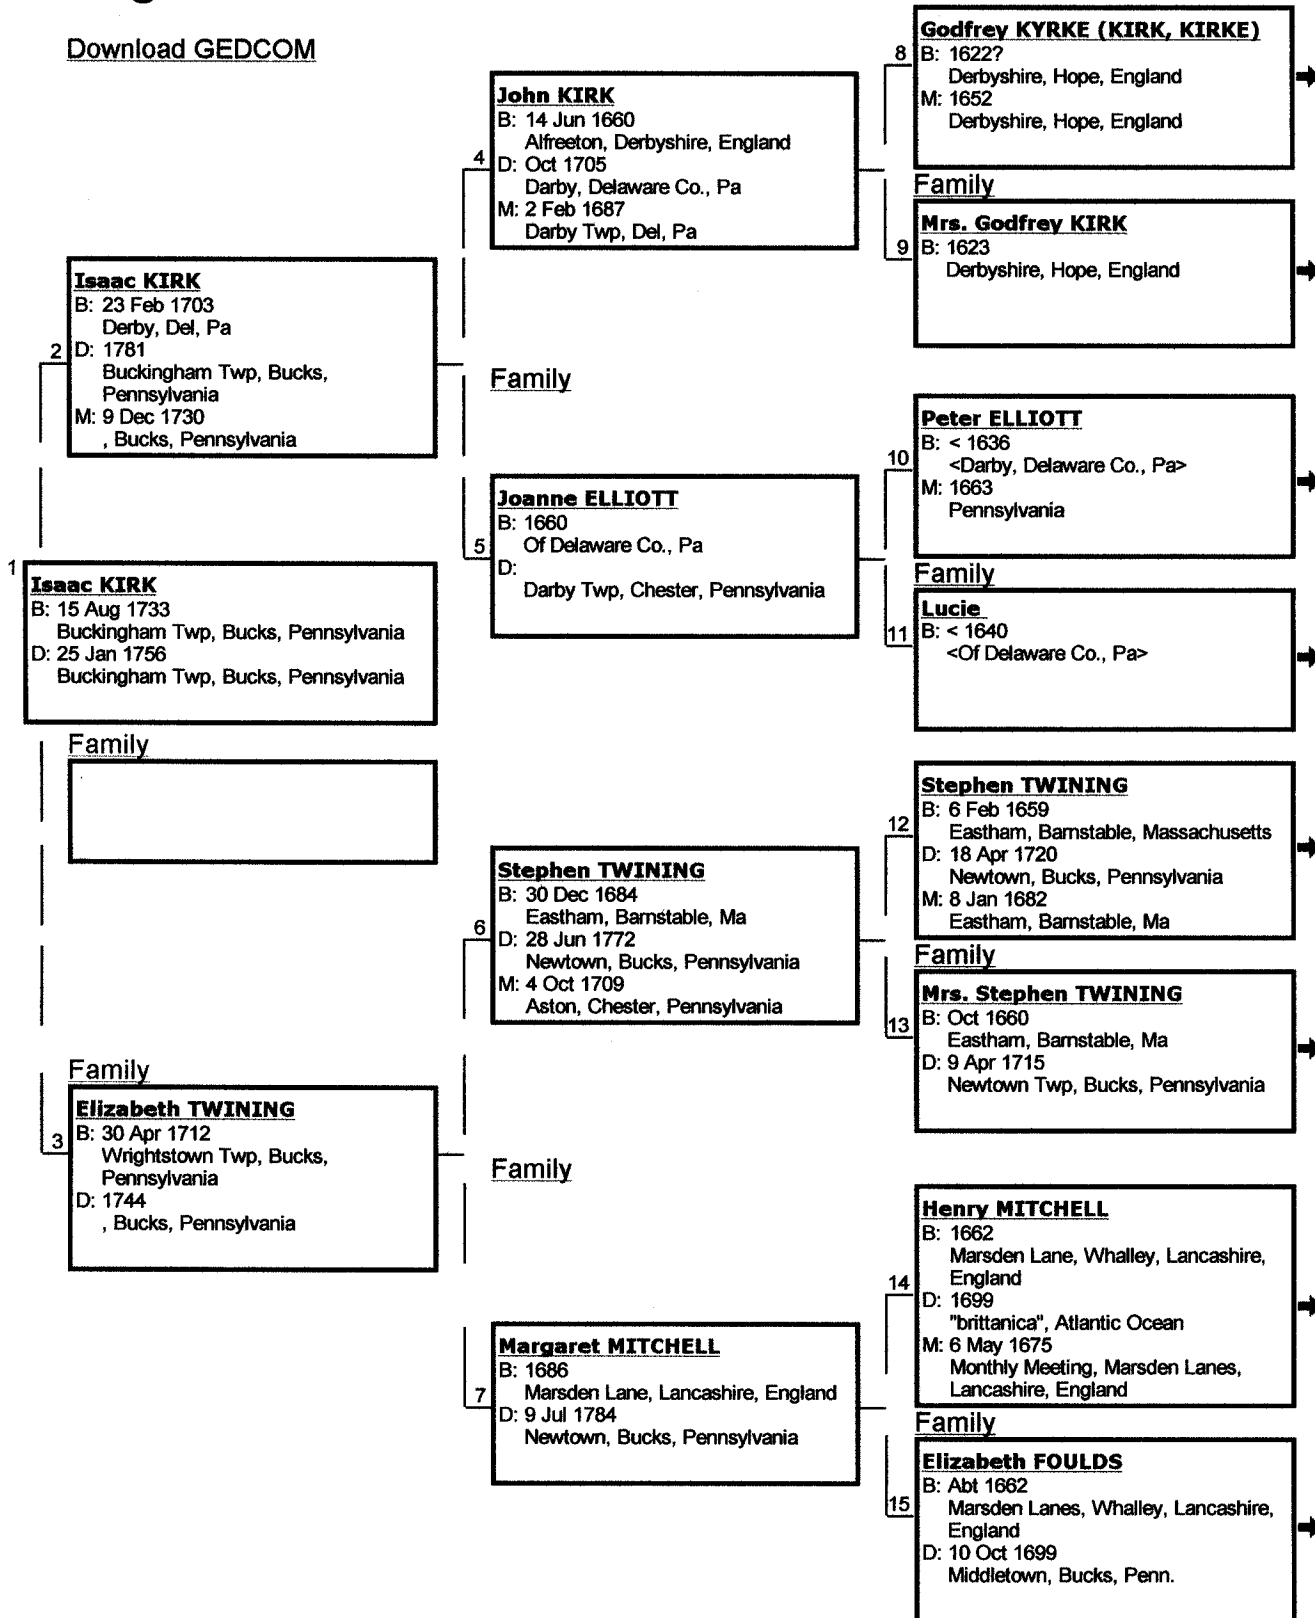 Download GEDCOM
8
Godfrey KYRKE (KIRK, KIRKE)
B: 1622?
Derbyshire, Hope, England
M: 1652
Derbyshire, Hope, England
4
John KIRK
B: 14 Jun 1660
Alfreeton, Derbyshire, England
D: Oct 1705
Darby, Delaware Co., Pa
M: 2 Feb 1687
Darby Twp, Del, Pa
Family
9
Mrs. Godfrey KIRK
B: 1623
Derbyshire, Hope, England
2
Isaac KIRK
B: 23 Feb 1703
Derby, Del, Pa
D: 1781
Buckingham Twp, Bucks,
Pennsylvania
M: 9 Dec 1730
, Bucks, Pennsylvania
Family
10
Peter ELLIOTT
B: < 1636
<Darby, Delaware Co., Pa>
M: 1663
Pennsylvania
5
Joanne ELLIOTT
B: 1660
Of Delaware Co., Pa
D:
Darby Twp, Chester, Pennsylvania
Family
11
Lucie
B: < 1640
<Of Delaware Co., Pa>
1
Isaac KIRK
B: 15 Aug 1733
Buckingham Twp, Bucks, Pennsylvania
D: 25 Jan 1756
Buckingham Twp, Bucks, Pennsylvania
Family
12
Stephen TWINING
B: 6 Feb 1659
Eastham, Barnstable, Massachusetts
D: 18 Apr 1720
Newtown, Bucks, Pennsylvania
M: 8 Jan 1682
Eastham, Barnstable, Ma
6
Stephen TWINING
B: 30 Dec 1684
Eastham, Barnstable, Ma
D: 28 Jun 1772
Newtown, Bucks, Pennsylvania
M: 4 Oct 1709
Aston, Chester, Pennsylvania
Family
13
Mrs. Stephen TWINING
B: Oct 1660
Eastham, Barnstable, Ma
D: 9 Apr 1715
Newtown Twp, Bucks, Pennsylvania
Family
3
Elizabeth TWINING
B: 30 Apr 1712
Wrightstown Twp, Bucks,
Pennsylvania
D: 1744
, Bucks, Pennsylvania
Family
14
Henry MITCHELL
B: 1662
Marsden Lane, Whalley, Lancashire,
England
D: 1699
"brittanica", Atlantic Ocean
M: 6 May 1675
Monthly Meeting, Marsden Lanes,
Lancashire, England
7
Margaret MITCHELL
B: 1686
Marsden Lane, Lancashire, England
D: 9 Jul 1784
Newtown, Bucks, Pennsylvania
Family
15
Elizabeth FOULDS
B: Abt 1662
Marsden Lanes, Whalley, Lancashire,
England
D: 10 Oct 1699
Middletown, Bucks, Penn.